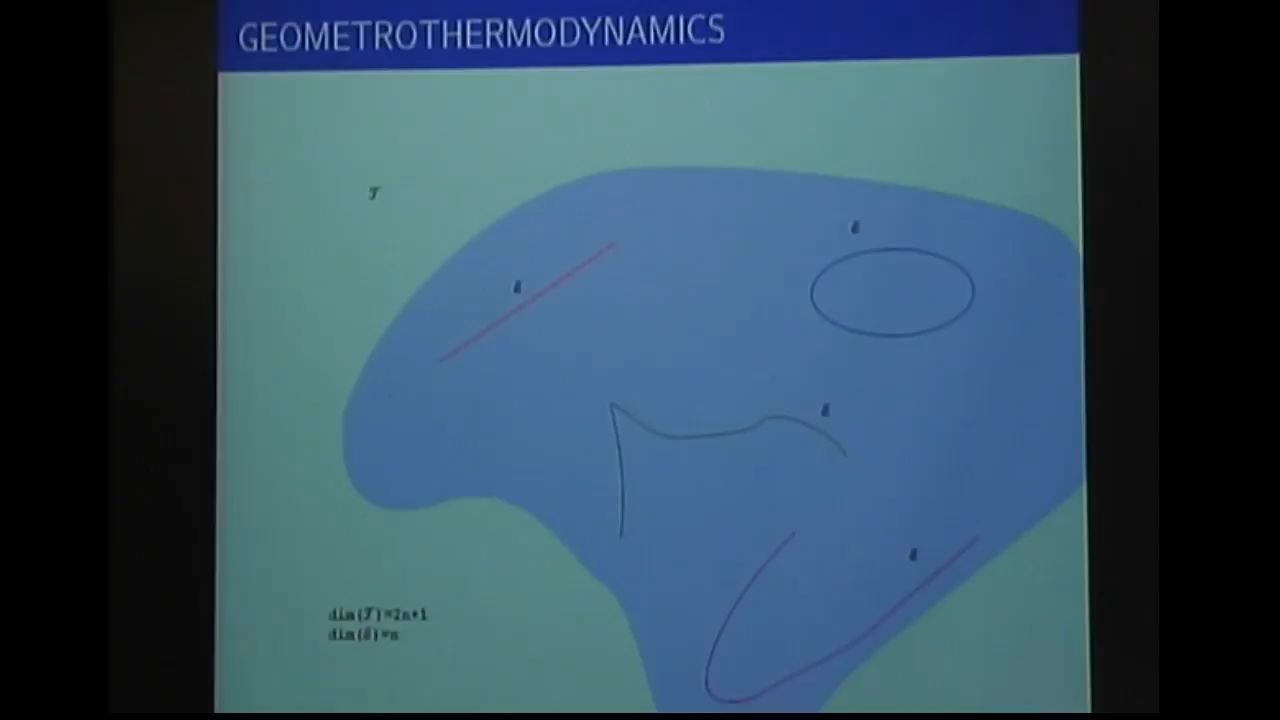 GEOMETROTHERMODYNAMICS
𝒯
ℰ
ℰ
ℰ
ℰ
dim(𝒯)=2n+1
dim(ℰ)=n